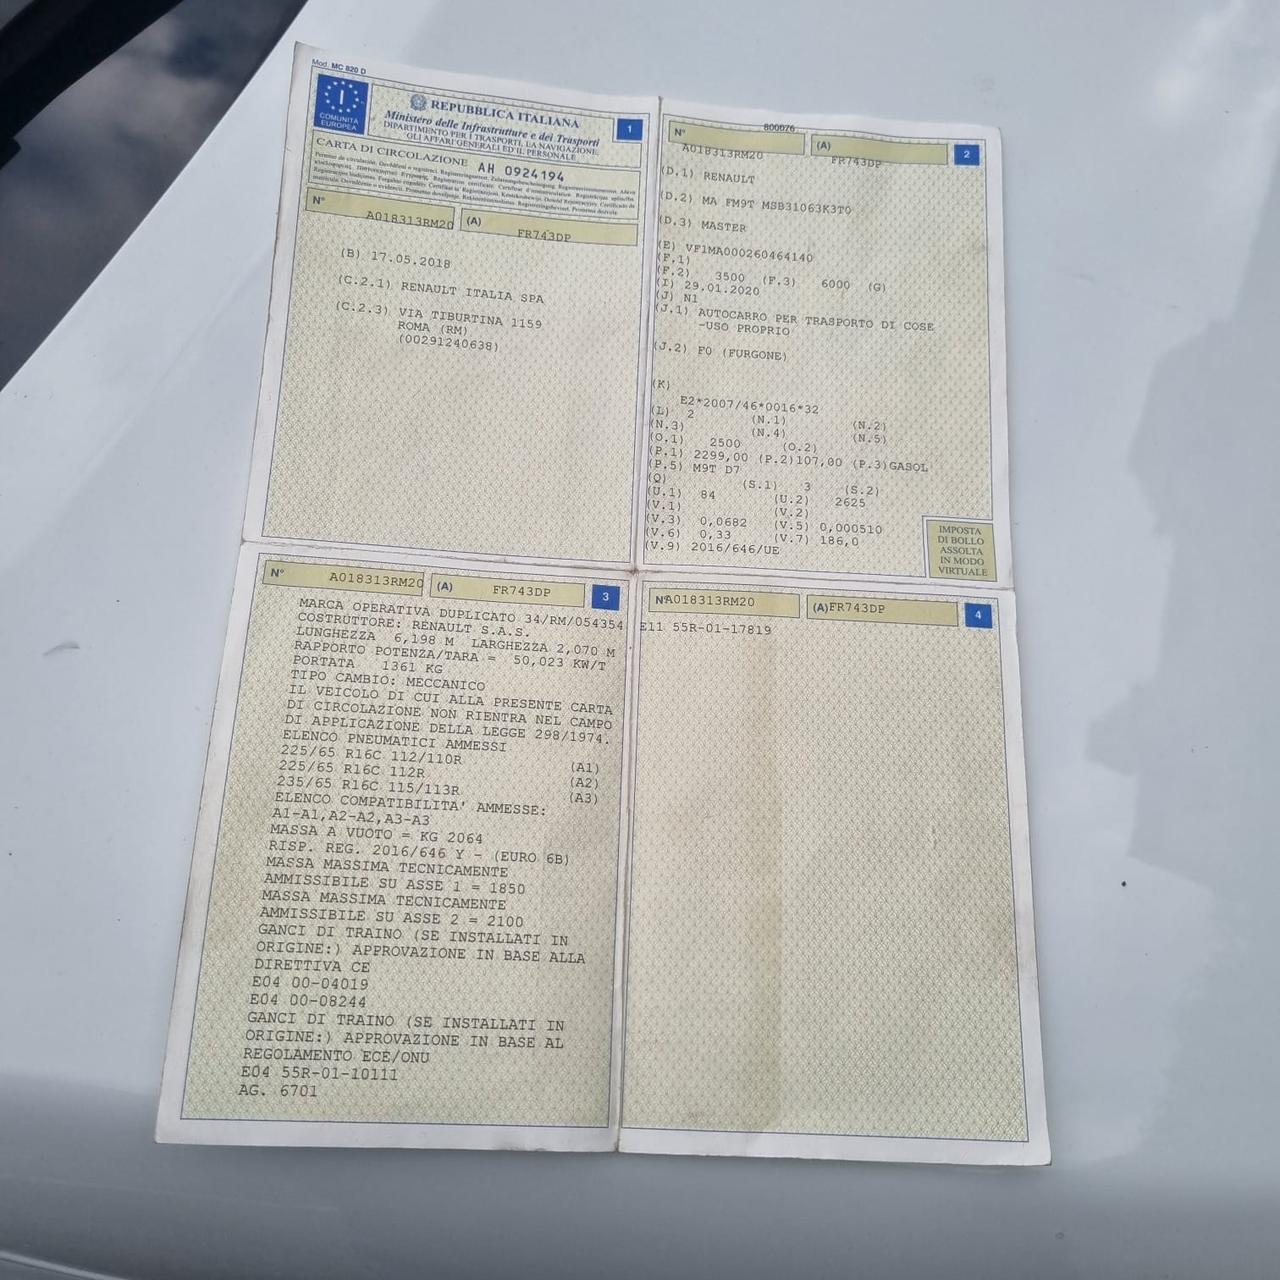 Mod. MC 820 D
I
COMUNITÀ
EUROPEA
REPUBBLICA ITALIANA
Ministero delle Infrastrutture e dei Trasporti
DIPARTIMENTO PER I TRASPORTI, LA NAVIGAZIONE
GLI AFFARI GENERALI ED IL PERSONALE
1
CARTA DI CIRCOLAZIONE AH 0924194
N° A018313RM20 (A) FR743DP
(B) 17.05.2018
(C.2.1) RENAULT ITALIA SPA
(C.2.3) VIA TIBURTINA 1159
ROMA (RM)
(00291240638)
800076
N° A018313RM20 (A) FR743DP 2
(D.1) RENAULT
(D.2) MA FM9T MSB31063K3T0
(D.3) MASTER
(E) VF1MA000260464140
(F.1)
(F.2) 3500 (F.3) 6000 (G)
(I) 29.01.2020
(J) N1
(J.1) AUTOCARRO PER TRASPORTO DI COSE
-USO PROPRIO
(J.2) F0 (FURGONE)
(K)
E2*2007/46*0016*32
(L) 2 (N.1) (N.2)
(N.3) (N.4) (N.5)
(O.1) 2500 (O.2)
(P.1) 2299,00 (P.2)107,00 (P.3)GASOL
(P.5) M9T D7
(Q) (S.1) 3 (S.2)
(U.1) 84 (U.2) 2625
(V.1) (V.2)
(V.3) 0,0682 (V.5) 0,000510
(V.6) 0,33 (V.7) 186,0
(V.9) 2016/646/UE
IMPOSTA
DI BOLLO
ASSOLTA
IN MODO
VIRTUALE
N° A018313RM20 (A) FR743DP 3
MARCA OPERATIVA DUPLICATO 34/RM/054354
COSTRUTTORE: RENAULT S.A.S.
LUNGHEZZA 6,198 M LARGHEZZA 2,070 M
RAPPORTO POTENZA/TARA = 50,023 KW/T
PORTATA 1361 KG
TIPO CAMBIO: MECCANICO
IL VEICOLO DI CUI ALLA PRESENTE CARTA
DI CIRCOLAZIONE NON RIENTRA NEL CAMPO
DI APPLICAZIONE DELLA LEGGE 298/1974.
ELENCO PNEUMATICI AMMESSI
225/65 R16C 112/110R (A1)
225/65 R16C 112R (A2)
235/65 R16C 115/113R (A3)
ELENCO COMPATIBILITA' AMMESSE:
A1-A1,A2-A2,A3-A3
MASSA A VUOTO = KG 2064
RISP. REG. 2016/646 Y - (EURO 6B)
MASSA MASSIMA TECNICAMENTE
AMMISSIBILE SU ASSE 1 = 1850
MASSA MASSIMA TECNICAMENTE
AMMISSIBILE SU ASSE 2 = 2100
GANCI DI TRAINO (SE INSTALLATI IN
ORIGINE:) APPROVAZIONE IN BASE ALLA
DIRETTIVA CE
E04 00-04019
E04 00-08244
GANCI DI TRAINO (SE INSTALLATI IN
ORIGINE:) APPROVAZIONE IN BASE AL
REGOLAMENTO ECE/ONU
E04 55R-01-10111
AG. 6701
N° A018313RM20 (A) FR743DP 4
E11 55R-01-17819